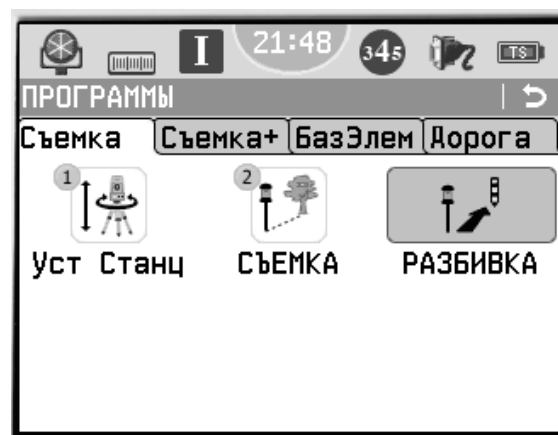 I 21:48 345 TS
ПРОГРАММЫ
Съемка Съемка+ БазЭлем Дорога
1 2
Уст Станц СЪЕМКА РАЗБИВКА